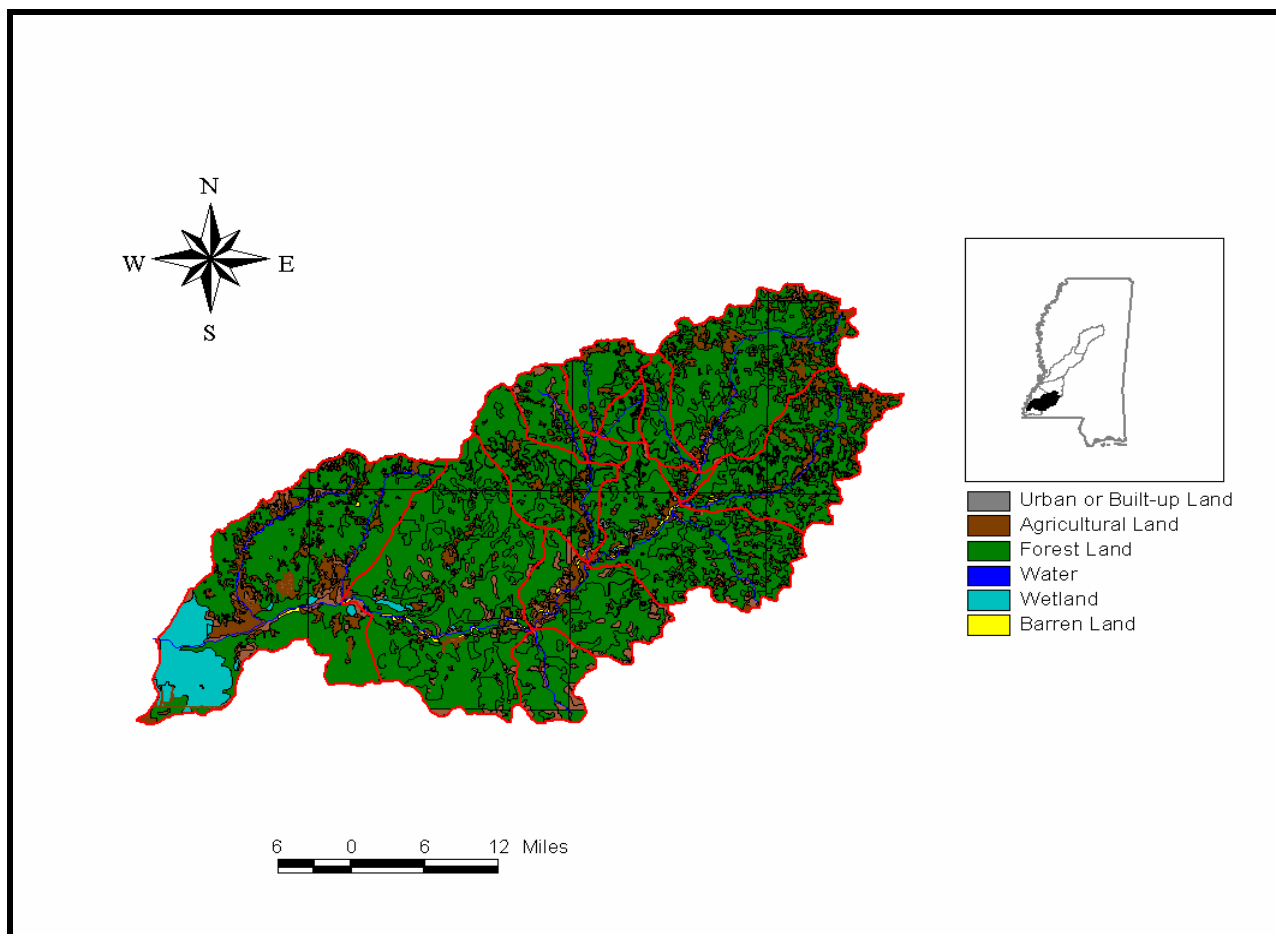 N
W E
S
Urban or Built-up Land
Agricultural Land
Forest Land
Water
Wetland
Barren Land
6 0 6 12 Miles